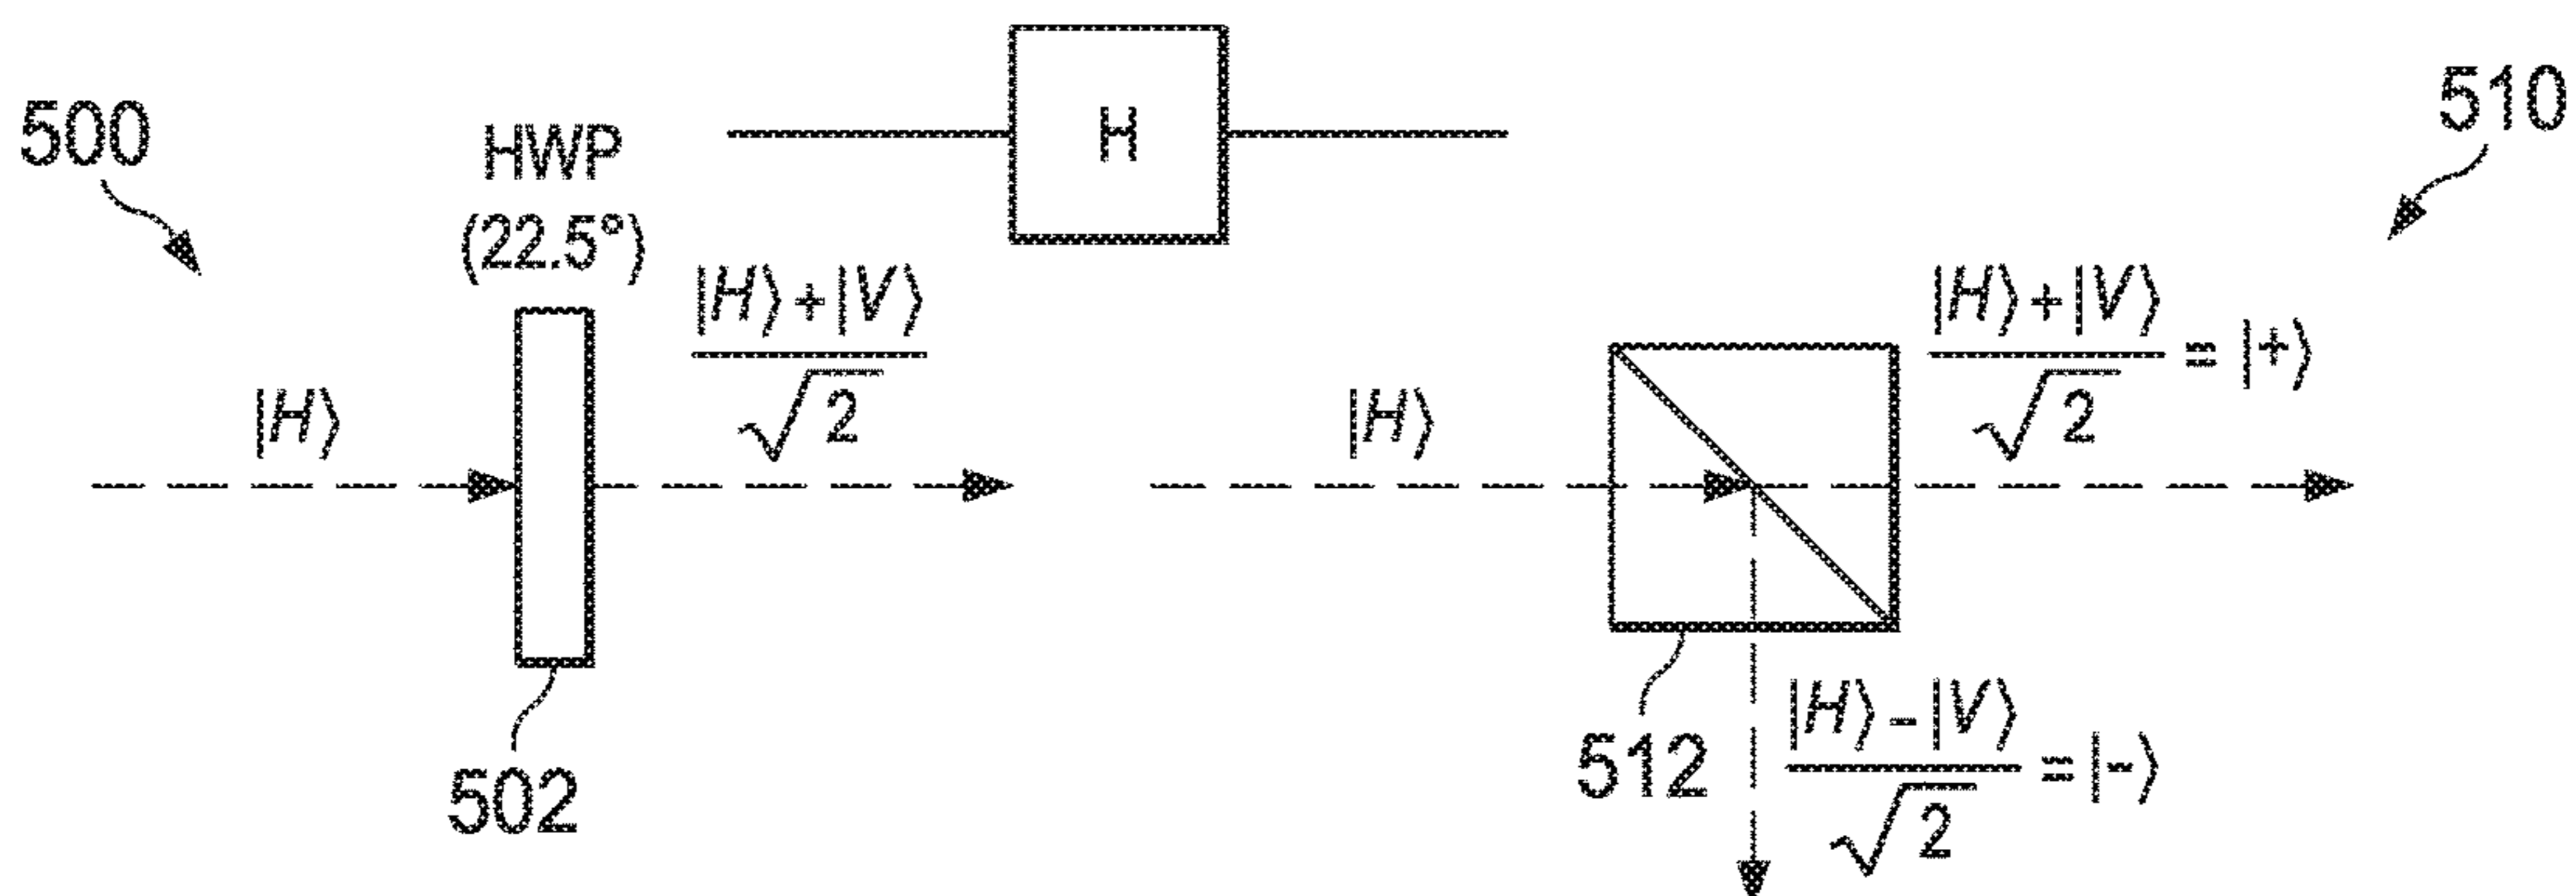 500
HWP
(22.5°)
H
510
|H⟩
|H⟩+|V⟩
√2
502
|H⟩
|H⟩+|V⟩
√2
= |+⟩
512
|H⟩-|V⟩
√2
= |-⟩